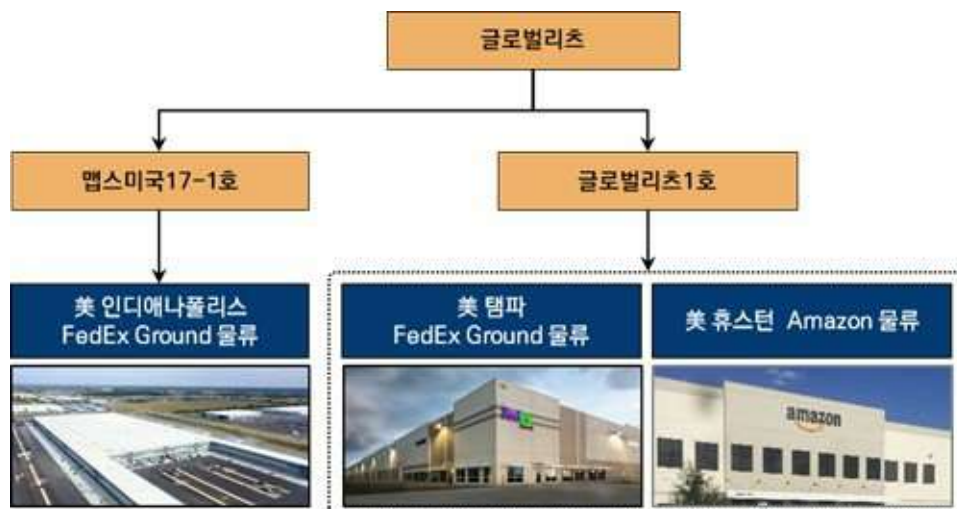 글로벌리츠
맵스미국17-1호
글로벌리츠1호
美 인디애나폴리스
FedEx Ground 물류
美 탬파
FedEx Ground 물류
美 휴스턴 Amazon 물류
amazon